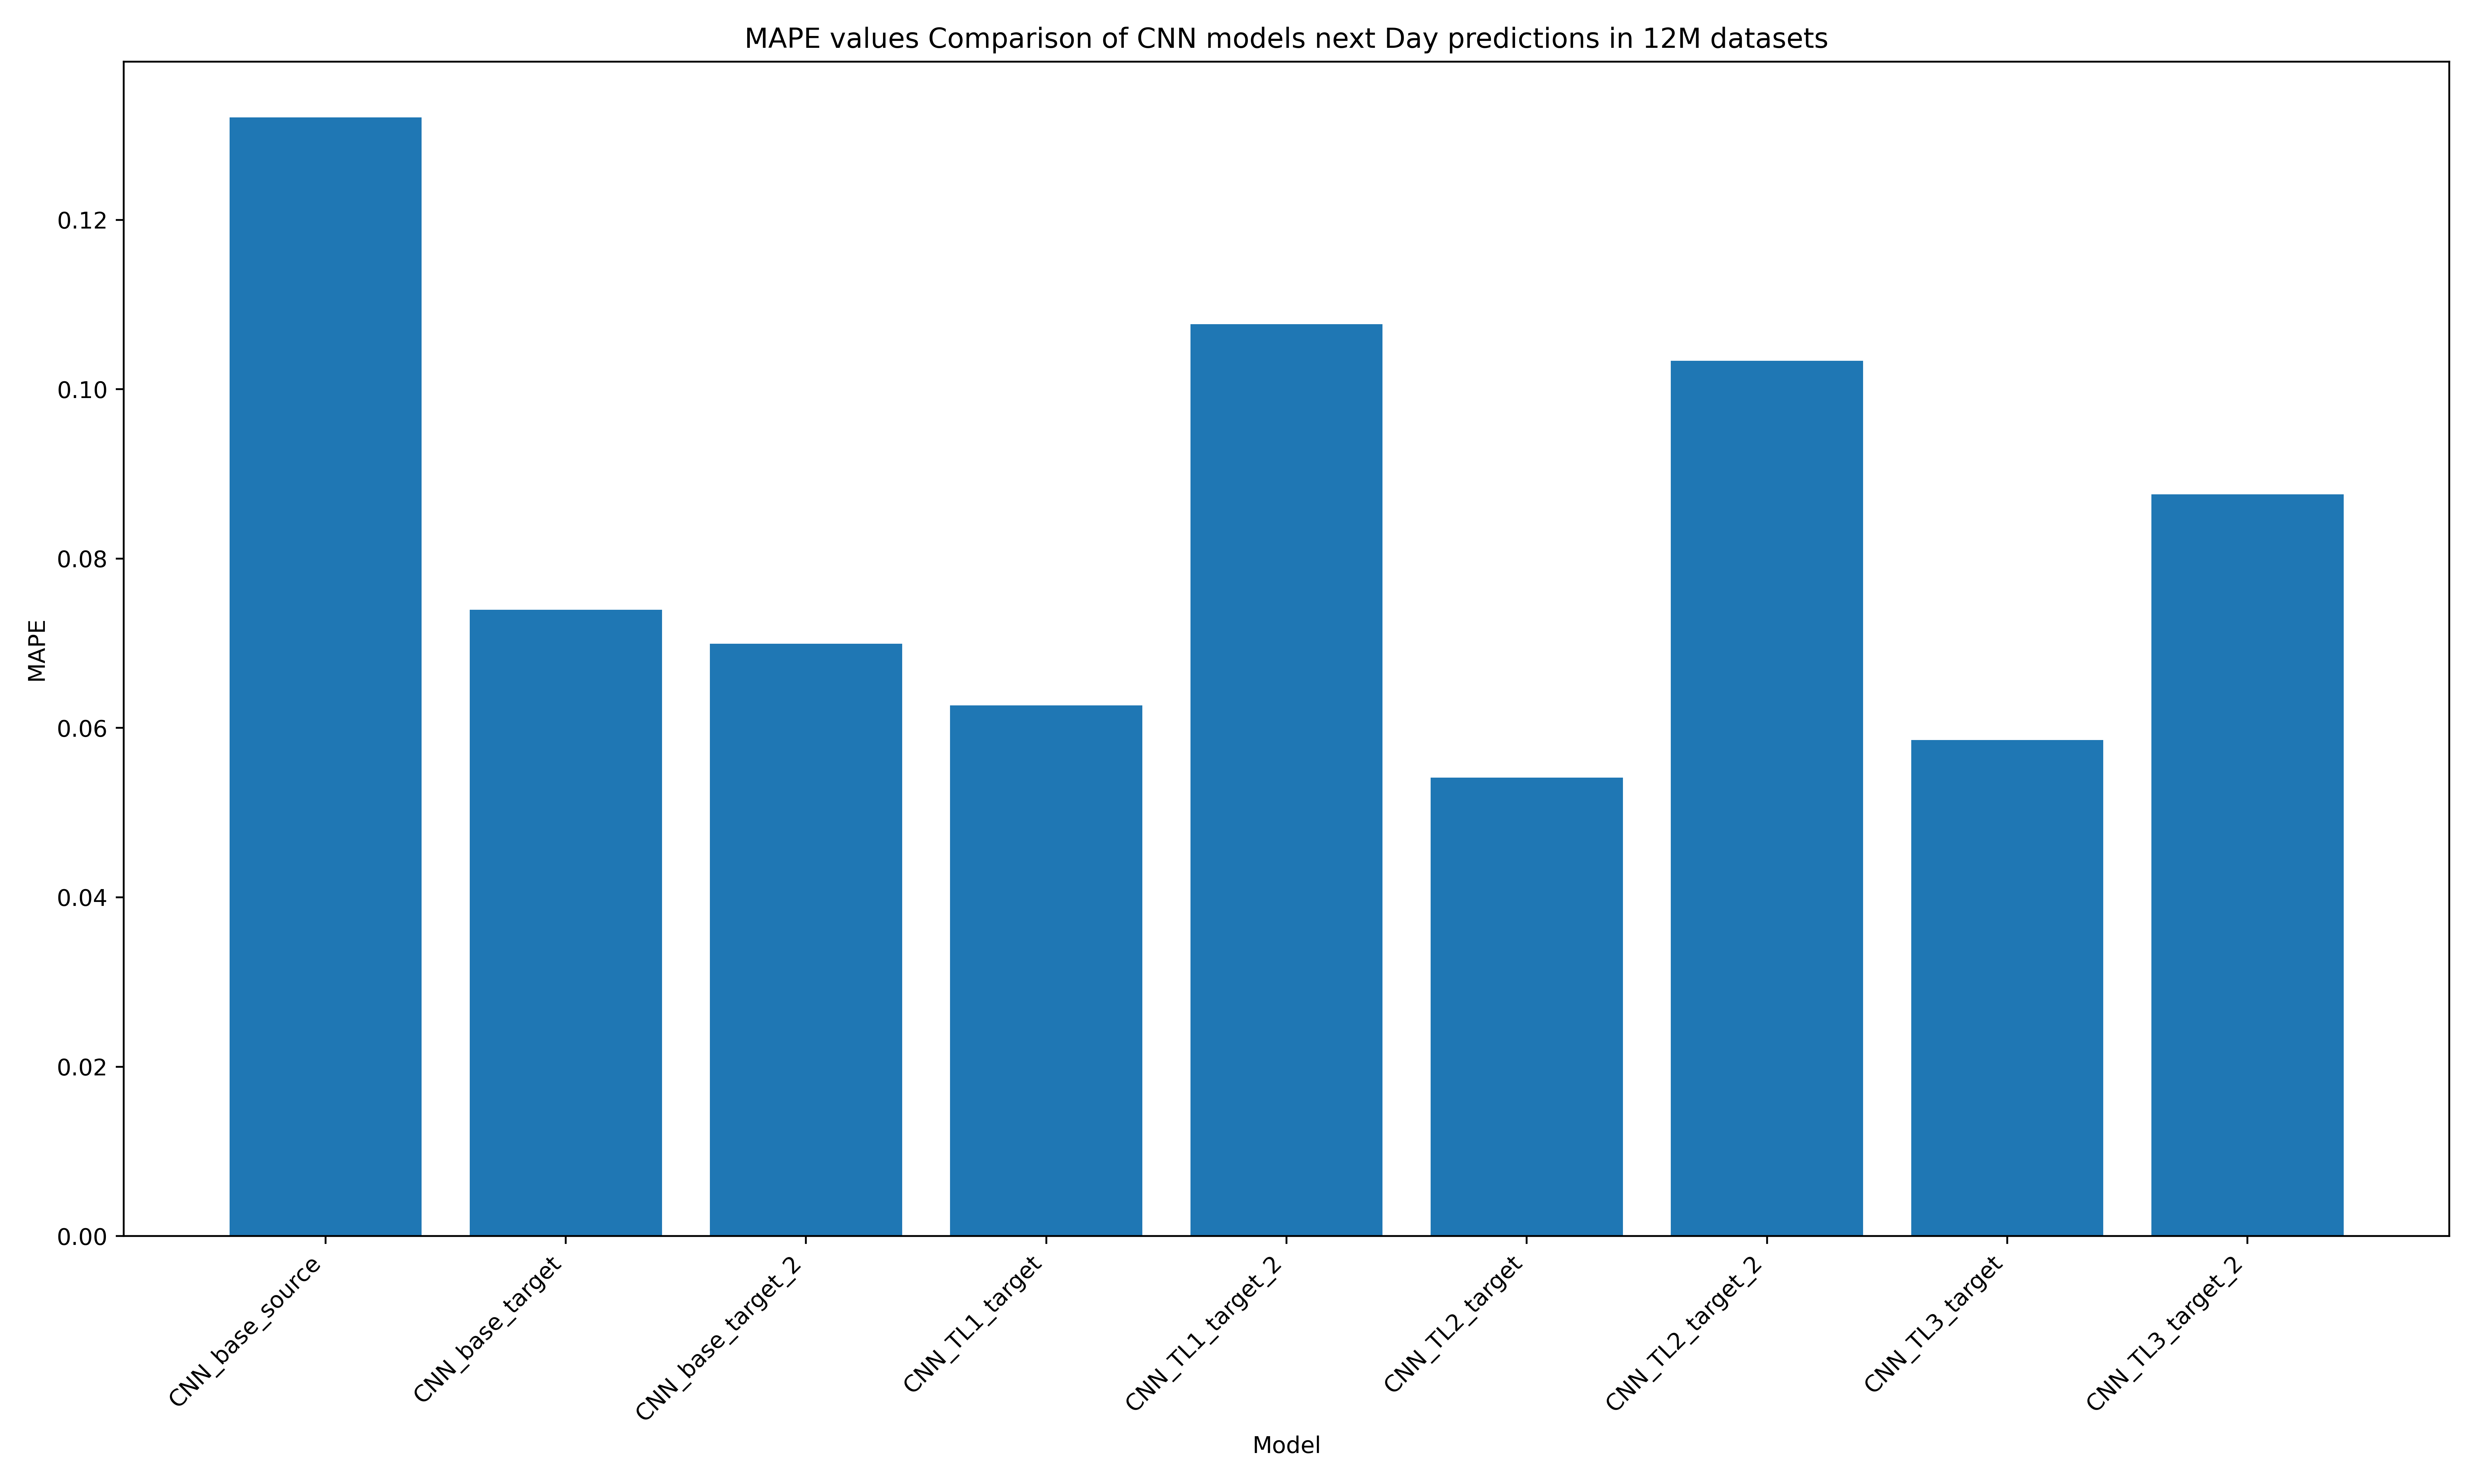 MAPE values Comparison of CNN models next Day predictions in 12M datasets
0.12
0.10
0.08
0.06
0.04
0.02
0.00
MAPE
CNN_base_source
CNN_base_target
CNN_base_target_2
CNN_TL1_target
CNN_TL1_target_2
CNN_TL2_target
CNN_TL2_target_2
CNN_TL3_target
CNN_TL3_target_2
Model